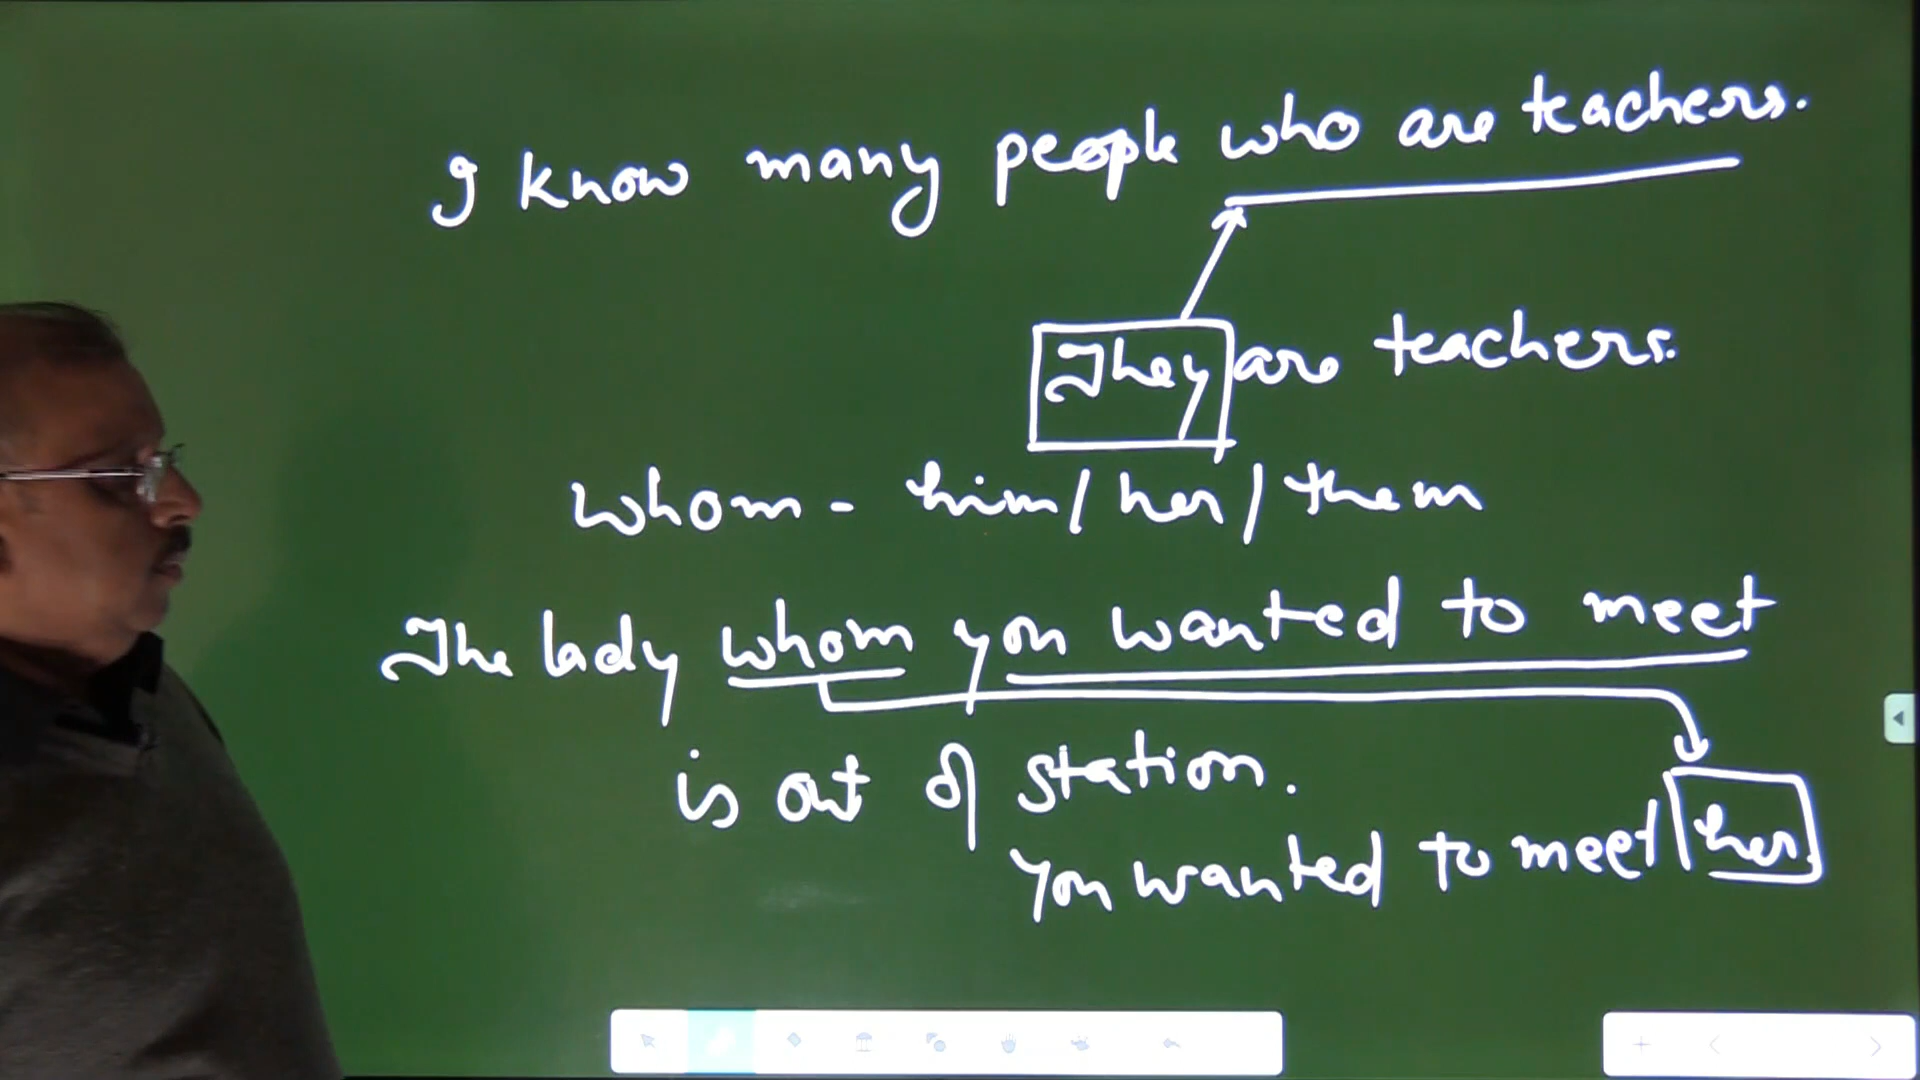 I know many people who are teachers.
They are teachers.
whom - him / her / them
The lady whom you wanted to meet
is out of station.
you wanted to meet her.